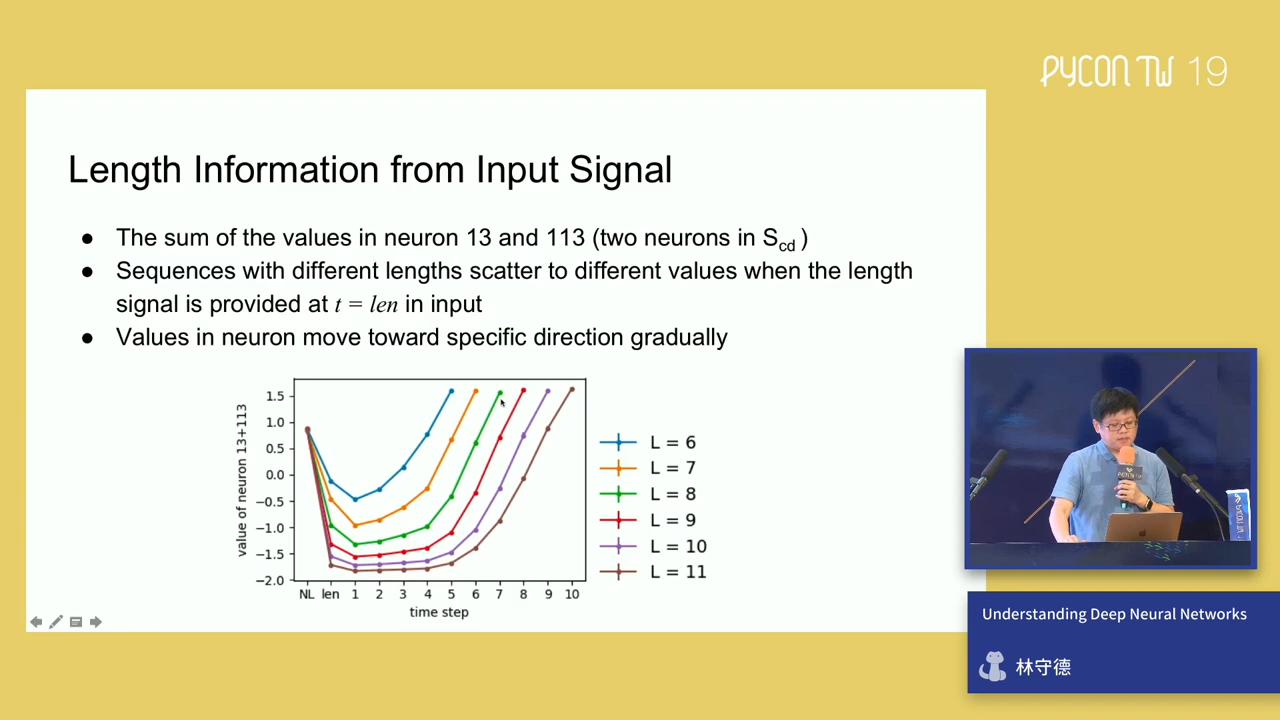 PYCON TW 19
Length Information from Input Signal
● The sum of the values in neuron 13 and 113 (two neurons in Scd )
● Sequences with different lengths scatter to different values when the length
signal is provided at t = len in input
● Values in neuron move toward specific direction gradually
value of neuron 13+113
1.5
1.0
0.5
0.0
−0.5
−1.0
−1.5
−2.0
NL len 1 2 3 4 5 6 7 8 9 10
time step
L = 6
L = 7
L = 8
L = 9
L = 10
L = 11
PYCON TW
Understanding Deep Neural Networks
林守德